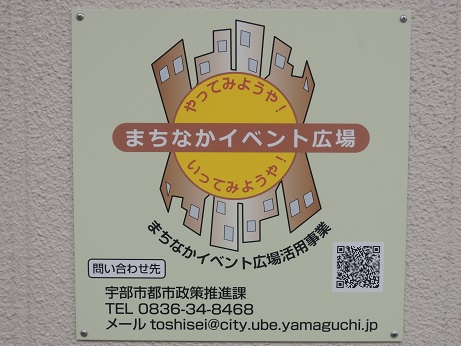 やってみようや！
まちなかイベント広場
いってみようや！
まちなかイベント広場活用事業
問い合わせ先
宇部市都市政策推進課
TEL 0836-34-8468
メール toshisei@city.ube.yamaguchi.jp